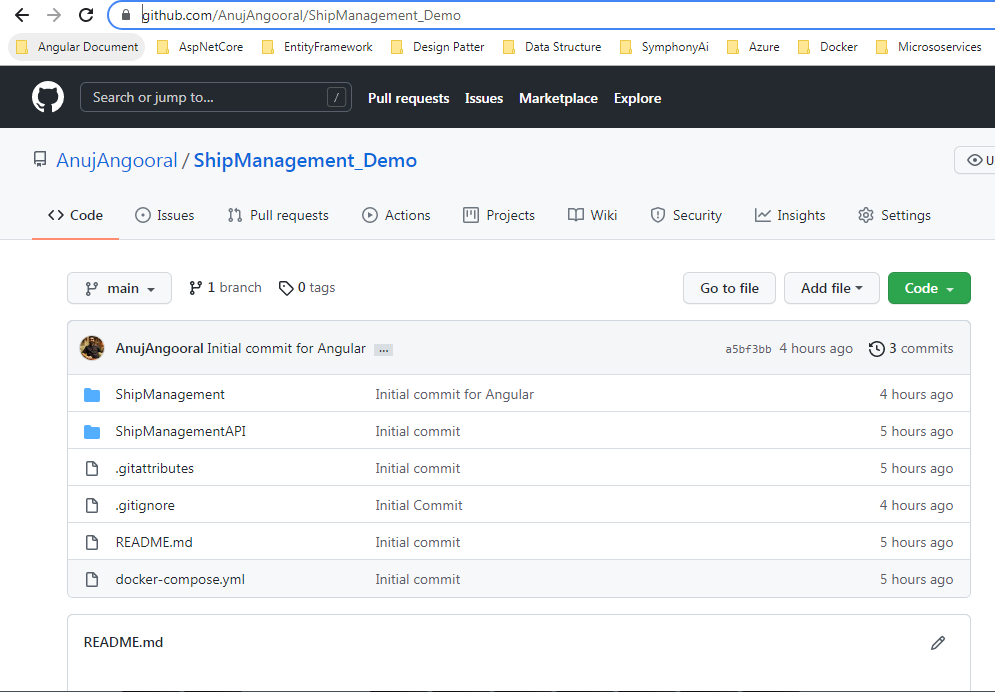 github.com/AnujAngooral/ShipManagement_Demo
Angular Document AspNetCore EntityFramework Design Patter Data Structure SymphonyAi Azure Docker Micrososervices
Search or jump to... / Pull requests Issues Marketplace Explore
AnujAngooral / ShipManagement_Demo U
<> Code Issues Pull requests Actions Projects Wiki Security Insights Settings
main 1 branch 0 tags Go to file Add file Code
AnujAngooral Initial commit for Angular ... a5bf3bb 4 hours ago 3 commits
ShipManagement Initial commit for Angular 4 hours ago
ShipManagementAPI Initial commit 5 hours ago
.gitattributes Initial commit 5 hours ago
.gitignore Initial Commit 4 hours ago
README.md Initial commit 5 hours ago
docker-compose.yml Initial commit 5 hours ago
README.md